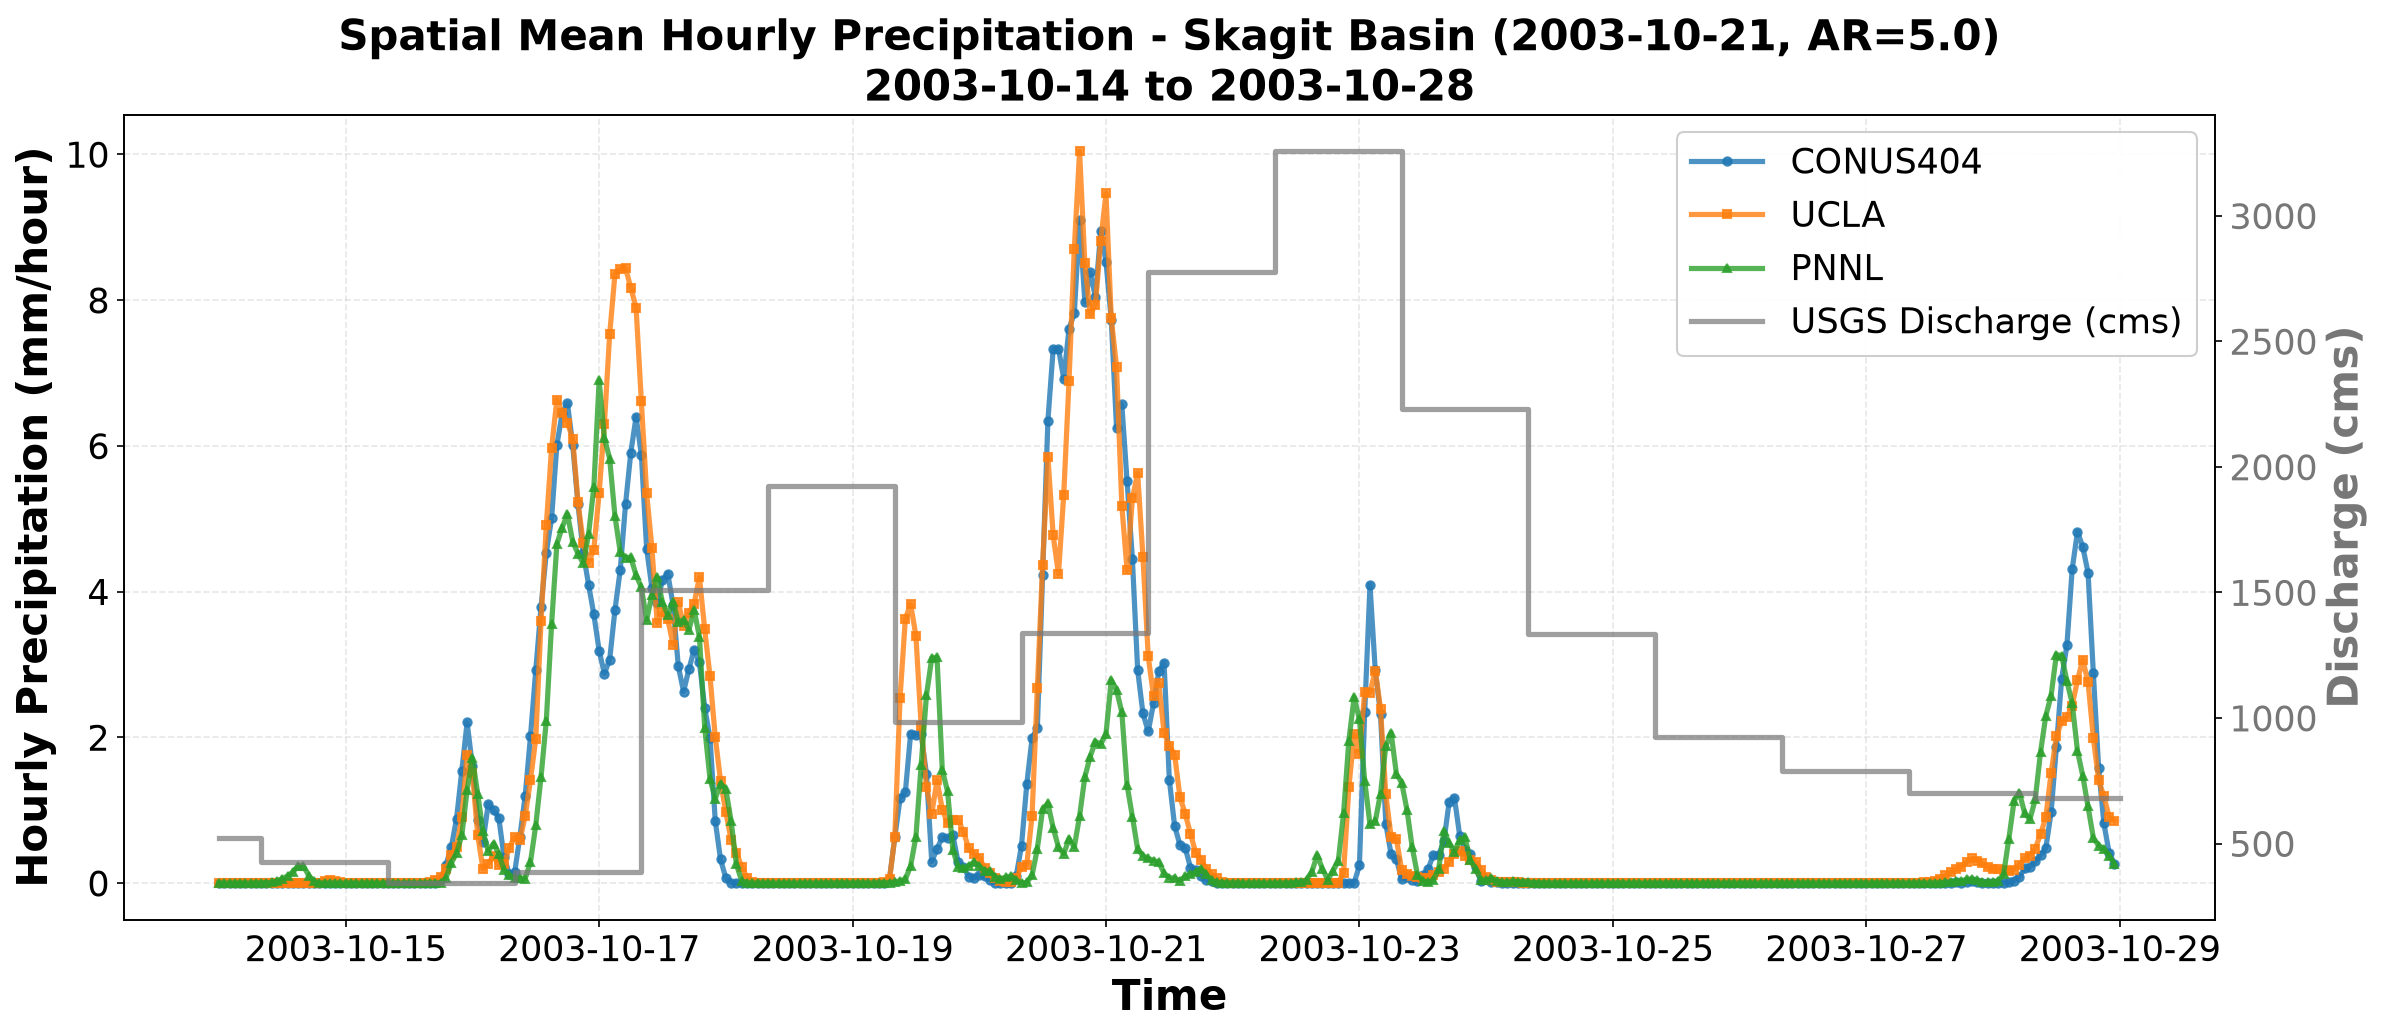 Spatial Mean Hourly Precipitation - Skagit Basin (2003-10-21, AR=5.0)
2003-10-14 to 2003-10-28
Hourly Precipitation (mm/hour)
10
8
6
4
2
0
CONUS404
UCLA
PNNL
USGS Discharge (cms)
3000
2500
2000
1500
1000
500
Discharge (cms)
2003-10-15 2003-10-17 2003-10-19 2003-10-21 2003-10-23 2003-10-25 2003-10-27 2003-10-29
Time